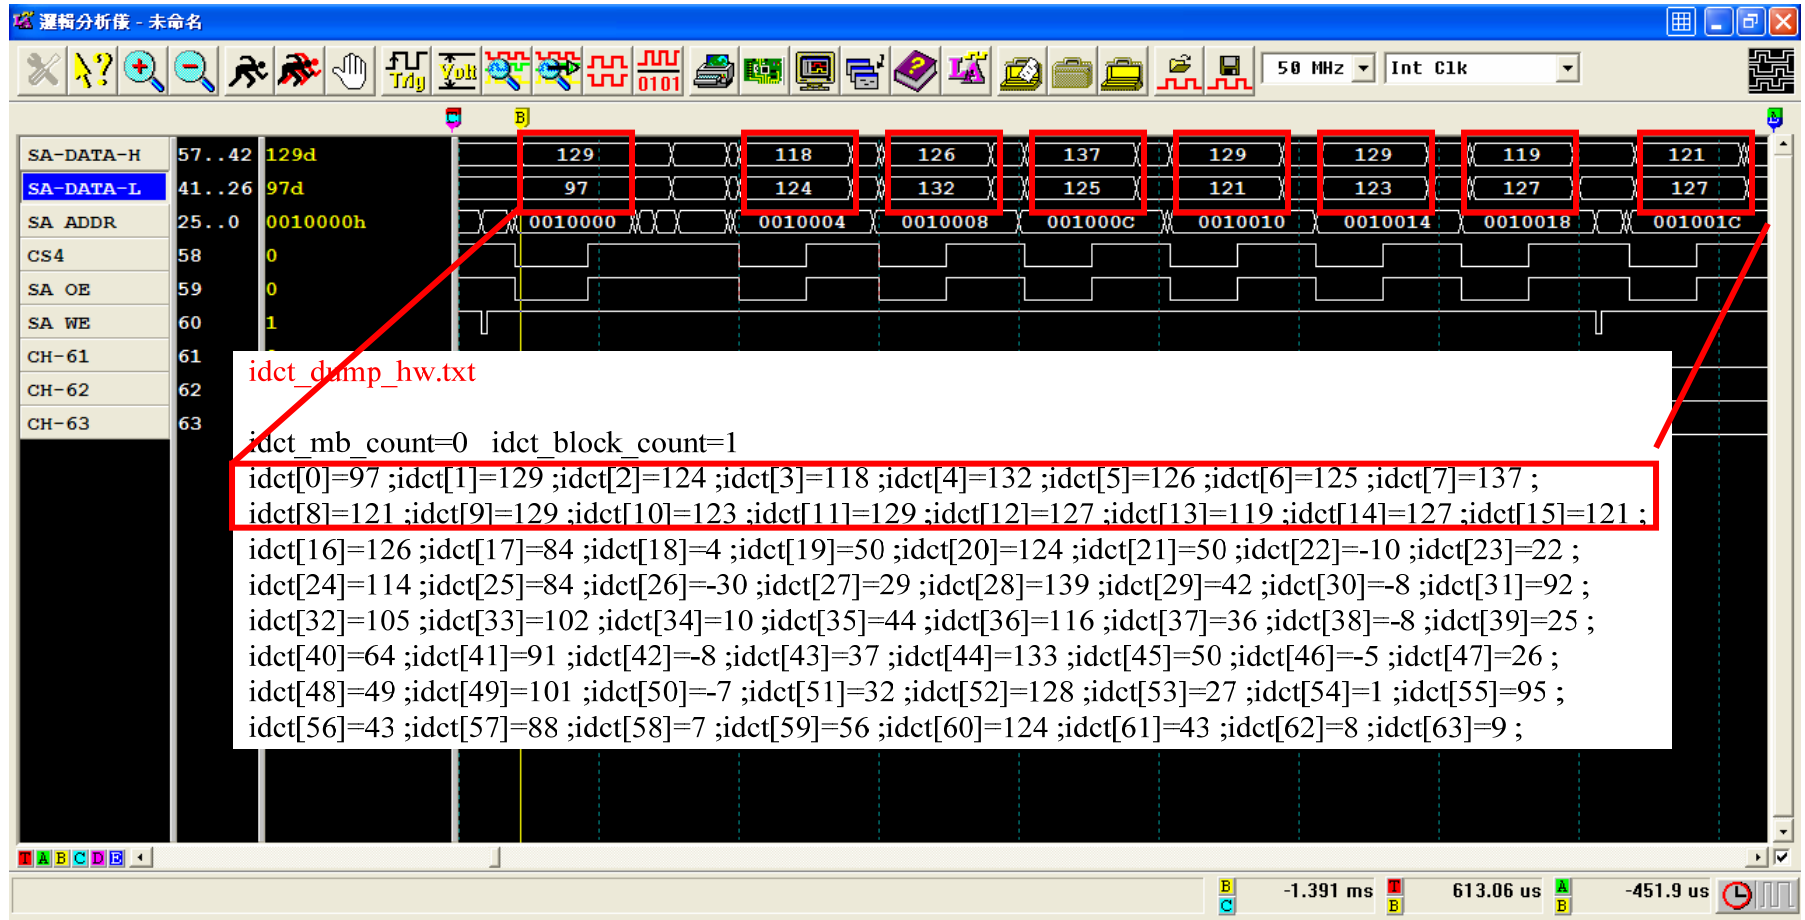 邏輯分析儀 - 未命名
Trig
Volt
0101
LA
50 MHz
Int Clk
C
B
A
SA-DATA-H 57..42 129d 129 118 126 137 129 129 119 121
SA-DATA-L 41..26 97d 97 124 132 125 121 123 127 127
SA ADDR 25..0 0010000h 0010000 0010004 0010008 001000C 0010010 0010014 0010018 001001C
CS4 58 0
SA OE 59 0
SA WE 60 1
CH-61 61
CH-62 62
CH-63 63
idct_dump_hw.txt
idct_mb_count=0 idct_block_count=1
idct[0]=97 ;idct[1]=129 ;idct[2]=124 ;idct[3]=118 ;idct[4]=132 ;idct[5]=126 ;idct[6]=125 ;idct[7]=137 ;
idct[8]=121 ;idct[9]=129 ;idct[10]=123 ;idct[11]=129 ;idct[12]=127 ;idct[13]=119 ;idct[14]=127 ;idct[15]=121 ;
idct[16]=126 ;idct[17]=84 ;idct[18]=4 ;idct[19]=50 ;idct[20]=124 ;idct[21]=50 ;idct[22]=-10 ;idct[23]=22 ;
idct[24]=114 ;idct[25]=84 ;idct[26]=-30 ;idct[27]=29 ;idct[28]=139 ;idct[29]=42 ;idct[30]=-8 ;idct[31]=92 ;
idct[32]=105 ;idct[33]=102 ;idct[34]=10 ;idct[35]=44 ;idct[36]=116 ;idct[37]=36 ;idct[38]=-8 ;idct[39]=25 ;
idct[40]=64 ;idct[41]=91 ;idct[42]=-8 ;idct[43]=37 ;idct[44]=133 ;idct[45]=50 ;idct[46]=-5 ;idct[47]=26 ;
idct[48]=49 ;idct[49]=101 ;idct[50]=-7 ;idct[51]=32 ;idct[52]=128 ;idct[53]=27 ;idct[54]=1 ;idct[55]=95 ;
idct[56]=43 ;idct[57]=88 ;idct[58]=7 ;idct[59]=56 ;idct[60]=124 ;idct[61]=43 ;idct[62]=8 ;idct[63]=9 ;
T A B C D E
B C -1.391 ms T B 613.06 us A B -451.9 us